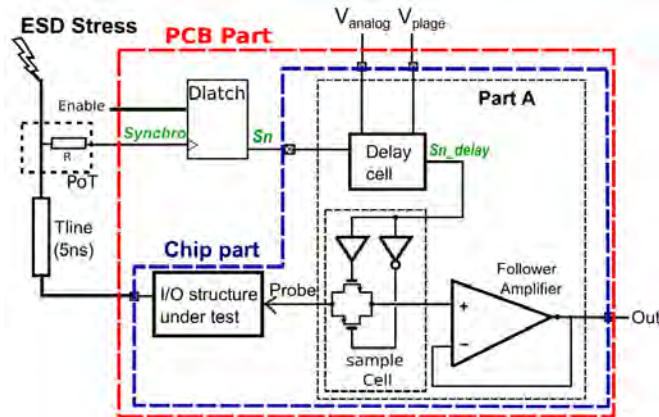 ESD Stress
V_analog V_plage
PCB Part
Enable
Dlatch
Part A
Synchro
Sn
R
PoT
Delay
cell
Sn_delay
Tline
(5ns)
Chip part
I/O structure
under test
Probe
Follower
Amplifier
+
−
Out
sample
Cell